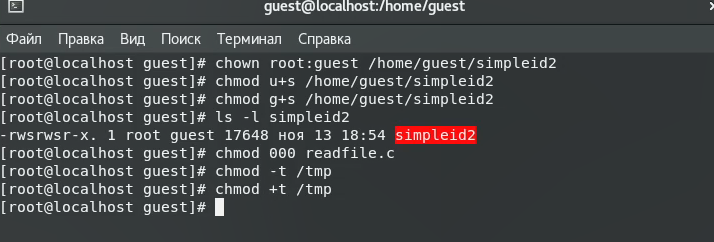 guest@localhost:/home/guest
Файл Правка Вид Поиск Терминал Справка
[root@localhost guest]# chown root:guest /home/guest/simpleid2
[root@localhost guest]# chmod u+s /home/guest/simpleid2
[root@localhost guest]# chmod g+s /home/guest/simpleid2
[root@localhost guest]# ls -l simpleid2
-rwsrwsr-x. 1 root guest 17648 ноя 13 18:54 simpleid2
[root@localhost guest]# chmod 000 readfile.c
[root@localhost guest]# chmod -t /tmp
[root@localhost guest]# chmod +t /tmp
[root@localhost guest]#